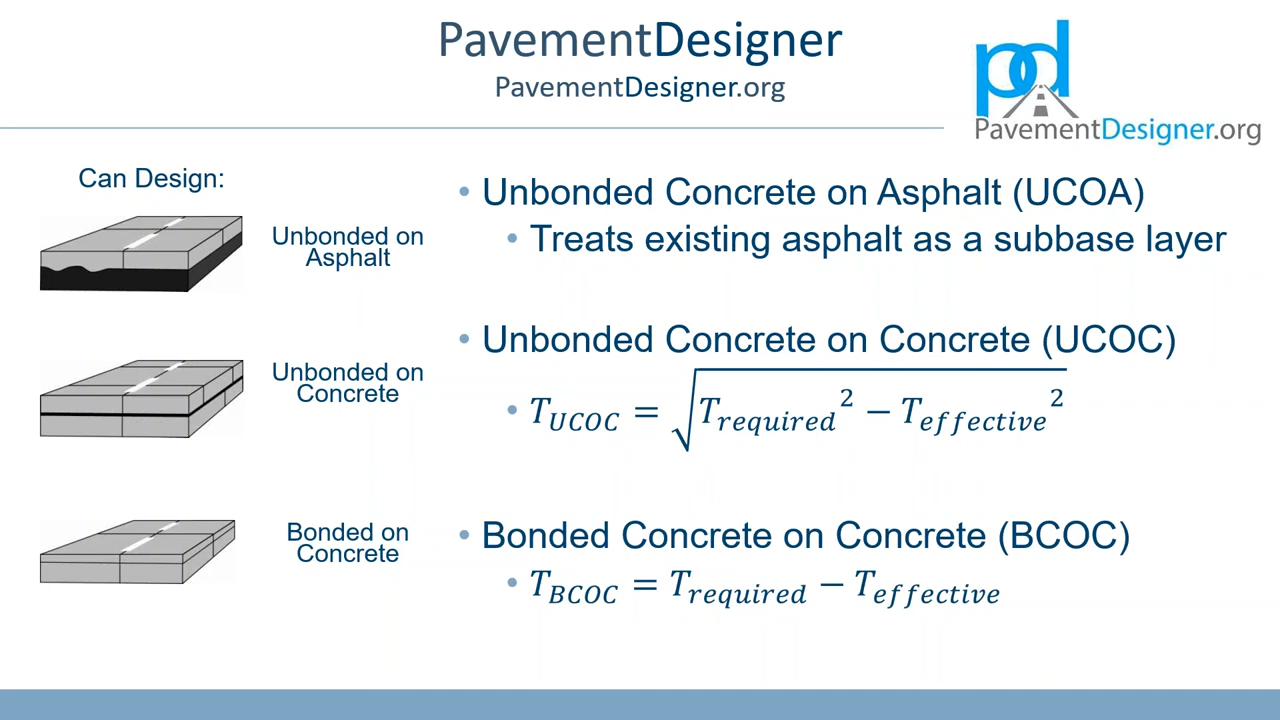 PavementDesigner
PavementDesigner.org
pd
PavementDesigner.org
Can Design:
Unbonded on
Asphalt
Unbonded on
Concrete
Bonded on
Concrete
• Unbonded Concrete on Asphalt (UCOA)
• Treats existing asphalt as a subbase layer
• Unbonded Concrete on Concrete (UCOC)
• T_UCOC = √(T_required² − T_effective²)
• Bonded Concrete on Concrete (BCOC)
• T_BCOC = T_required − T_effective